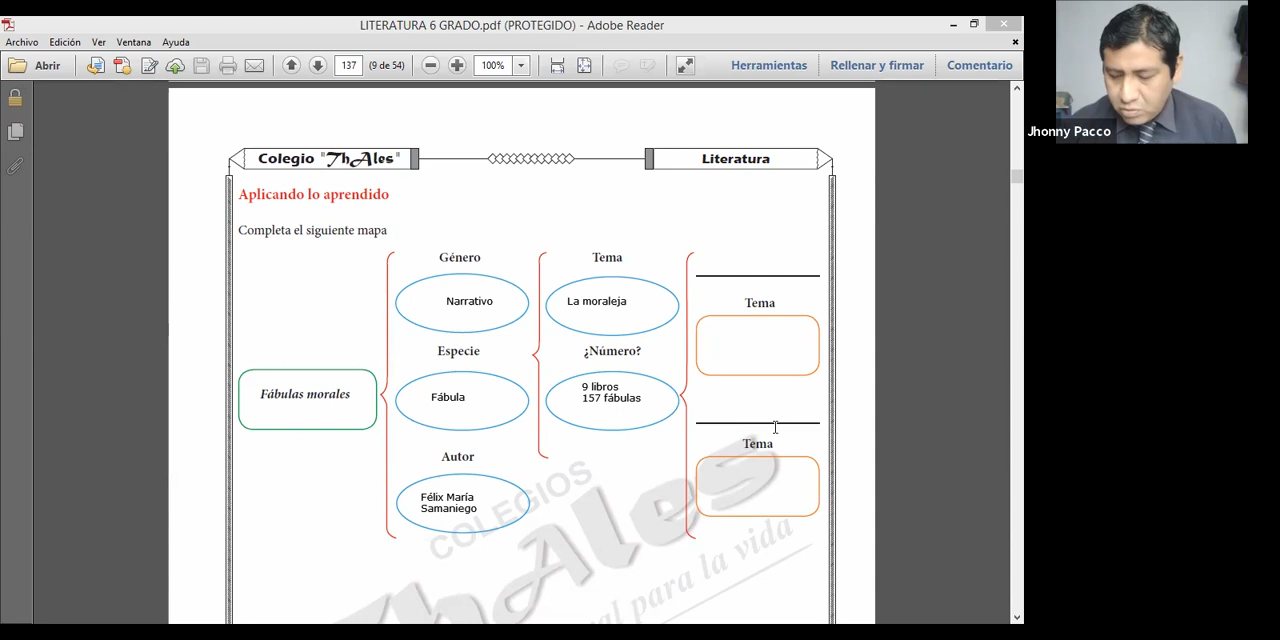 LITERATURA 6 GRADO.pdf (PROTEGIDO) - Adobe Reader
Archivo Edición Ver Ventana Ayuda
Abrir 137 (9 de 54) 100% Herramientas Rellenar y firmar Comentario
Jhonny Pacco
Colegio "ThAles" Literatura
Aplicando lo aprendido
Completa el siguiente mapa
Género Tema
Narrativo La moraleja
Tema
Especie ¿Número?
Fábulas morales
Fábula
9 libros
157 fábulas
Tema
Autor
Félix María
Samaniego
COLEGIOS
ThAles
al para la vida